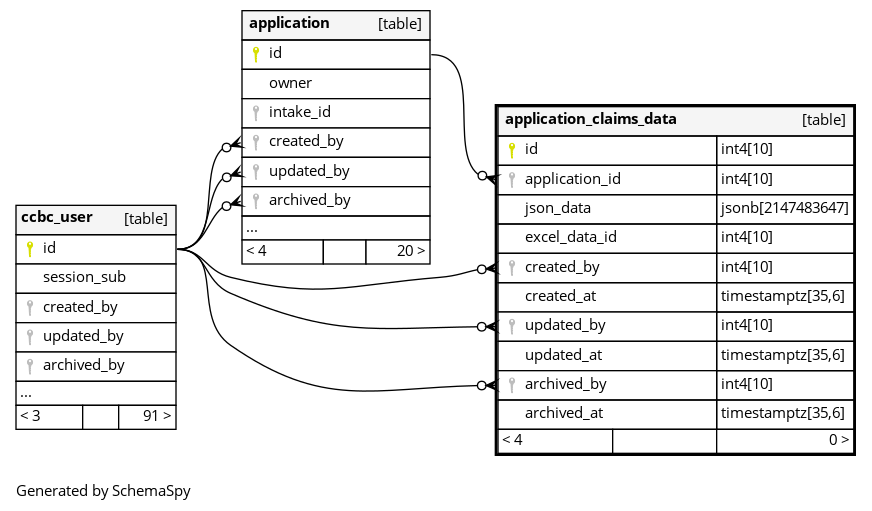 application [table]
id
owner
intake_id
created_by
updated_by
archived_by
...
< 4 20 >
application_claims_data [table]
id int4[10]
application_id int4[10]
json_data jsonb[2147483647]
excel_data_id int4[10]
created_by int4[10]
created_at timestamptz[35,6]
updated_by int4[10]
updated_at timestamptz[35,6]
archived_by int4[10]
archived_at timestamptz[35,6]
< 4 0 >
ccbc_user [table]
id
session_sub
created_by
updated_by
archived_by
...
< 3 91 >
Generated by SchemaSpy